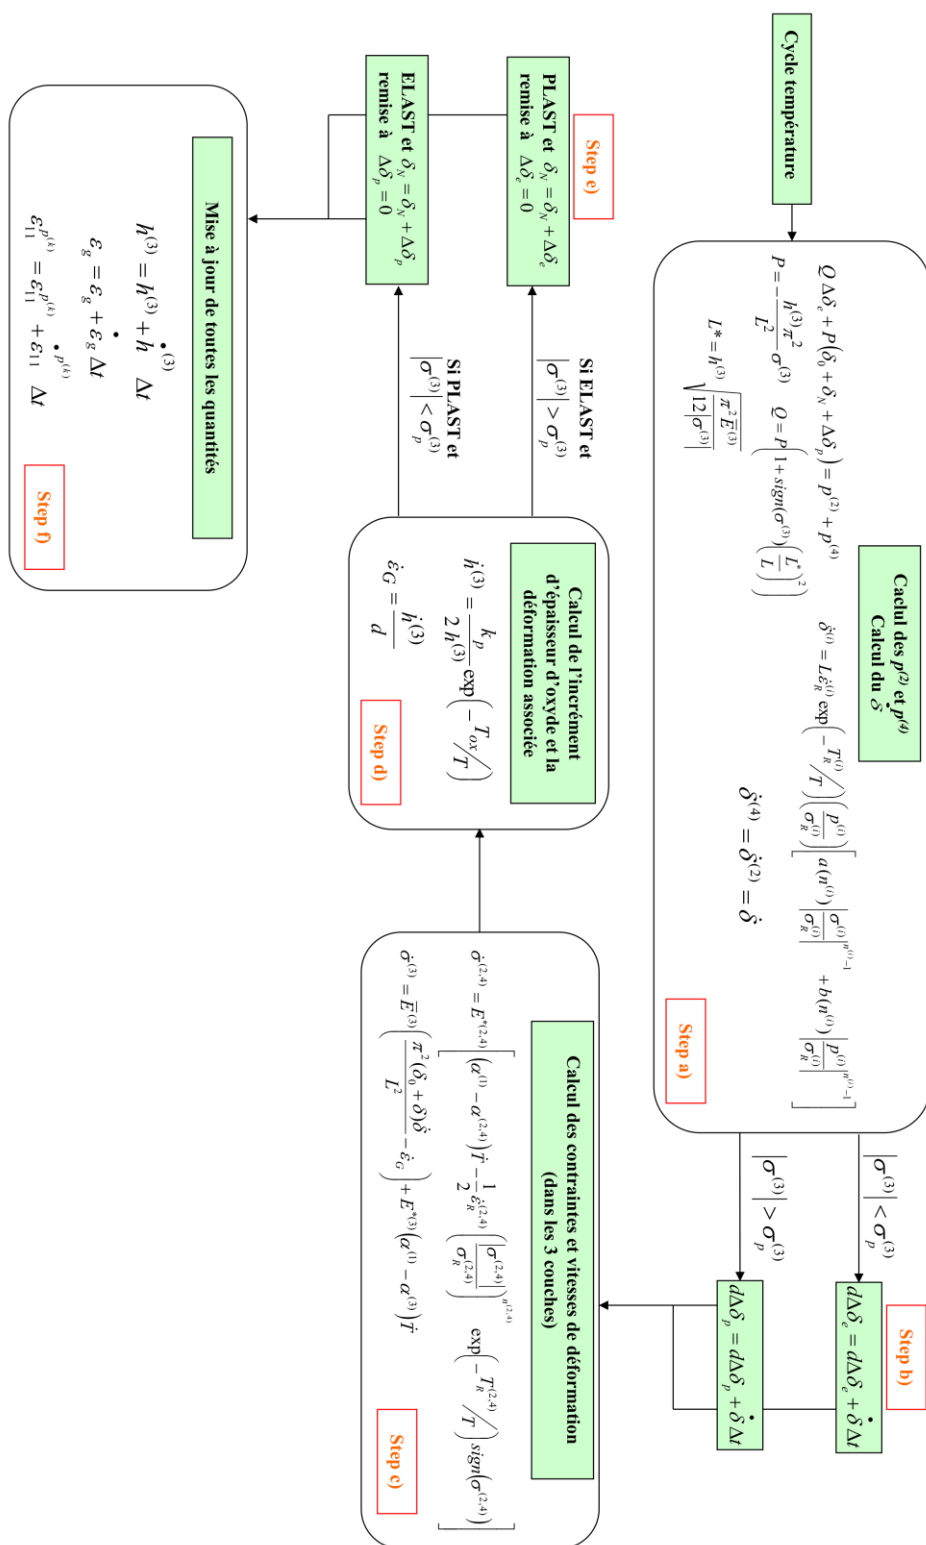 Cycle température
Caclul des p⁽²⁾ et p⁽⁴⁾
Calcul du δ̇
Q Δδ_e + P(δ_0 + δ_N + Δδ_p) = p⁽²⁾ + p⁽⁴⁾
P = − h⁽³⁾π²/L² σ⁽³⁾ Q = P(1 + sign(σ⁽³⁾)(L*/L)²)
L* = h⁽³⁾ √(π² E̅⁽³⁾ / 12|σ⁽³⁾|)
δ̇⁽ⁱ⁾ = L ε̇_R⁽ⁱ⁾ exp(− T_R⁽ⁱ⁾/T)(p⁽ⁱ⁾/σ_R⁽ⁱ⁾)[a(n⁽ⁱ⁾)|σ⁽ⁱ⁾/σ_R⁽ⁱ⁾|^(n⁽ⁱ⁾−1) + b(n⁽ⁱ⁾)|p⁽ⁱ⁾/σ_R⁽ⁱ⁾|^(n⁽ⁱ⁾−1)]
δ̇⁽⁴⁾ = δ̇⁽²⁾ = δ̇
Step a)
|σ⁽³⁾| < σ_p⁽³⁾
|σ⁽³⁾| > σ_p⁽³⁾
Step b)
dΔδ_e = dΔδ_e + δ̇ Δt
dΔδ_p = dΔδ_p + δ̇ Δt
Calcul des contraintes et vitesses de déformation
(dans les 3 couches)
σ̇⁽²,⁴⁾ = E*⁽²,⁴⁾[(α⁽¹⁾ − α⁽²,⁴⁾)Ṫ − 1/2 ε̇_R⁽²,⁴⁾(|σ⁽²,⁴⁾|/σ_R⁽²,⁴⁾)^n⁽²,⁴⁾ exp(− T_R⁽²,⁴⁾/T) sign(σ⁽²,⁴⁾)]
σ̇⁽³⁾ = E̅⁽³⁾(π²(δ_0 + δ)δ̇/L² − ε̇_G) + E*⁽³⁾(α⁽¹⁾ − α⁽³⁾)Ṫ
Step c)
Calcul de l'incrément
d'épaisseur d'oxyde et la
déformation associée
ḣ⁽³⁾ = k_p/2 h⁽³⁾ exp(− T_ox/T)
ε̇_G = ḣ⁽³⁾/d
Step d)
Si ELAST et
|σ⁽³⁾| > σ_p⁽³⁾
Si PLAST et
|σ⁽³⁾| < σ_p⁽³⁾
Step e)
PLAST et δ_N = δ_N + Δδ_e
remise à Δδ_e = 0
ELAST et δ_N = δ_N + Δδ_p
remise à Δδ_p = 0
Mise à jour de toutes les quantités
h⁽³⁾ = h⁽³⁾ + ḣ⁽³⁾ Δt
ε_g = ε_g + ε̇_g Δt
ε_11^p⁽ᵏ⁾ = ε_11^p⁽ᵏ⁾ + ε̇_11^p⁽ᵏ⁾ Δt
Step f)